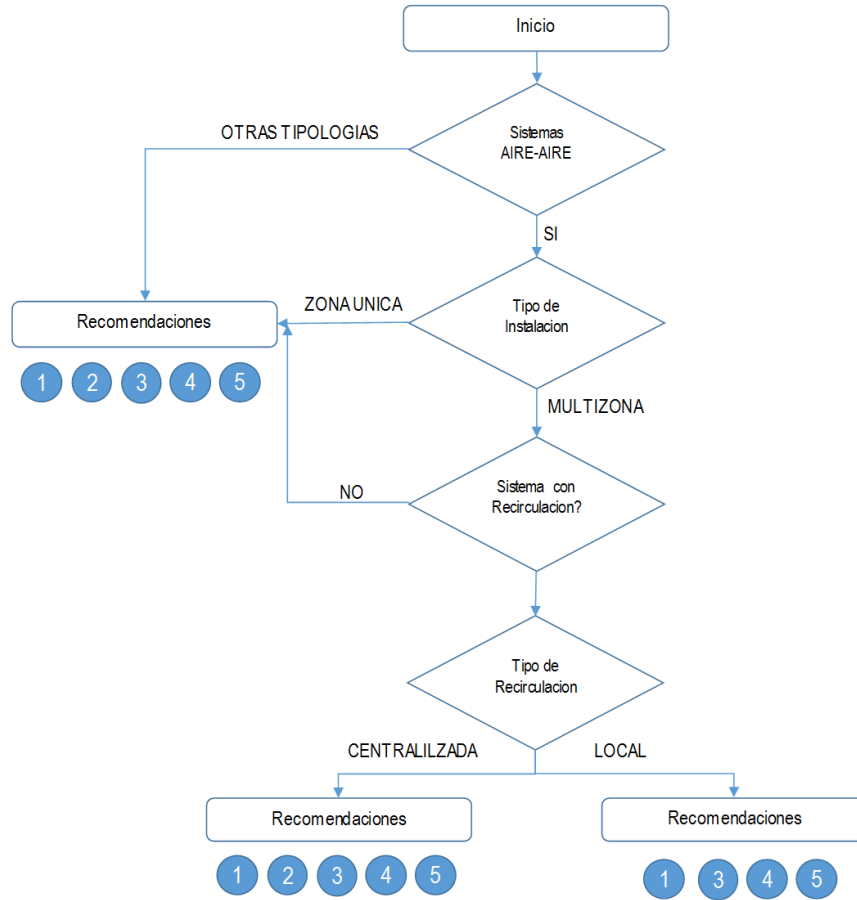 Inicio
OTRAS TIPOLOGIAS
Sistemas
AIRE-AIRE
SI
ZONA UNICA
Tipo de
Instalacion
Recomendaciones
1 2 3 4 5
MULTIZONA
NO
Sistema con
Recirculacion?
Tipo de
Recirculacion
CENTRALILZADA
LOCAL
Recomendaciones
Recomendaciones
1 2 3 4 5
1 3 4 5